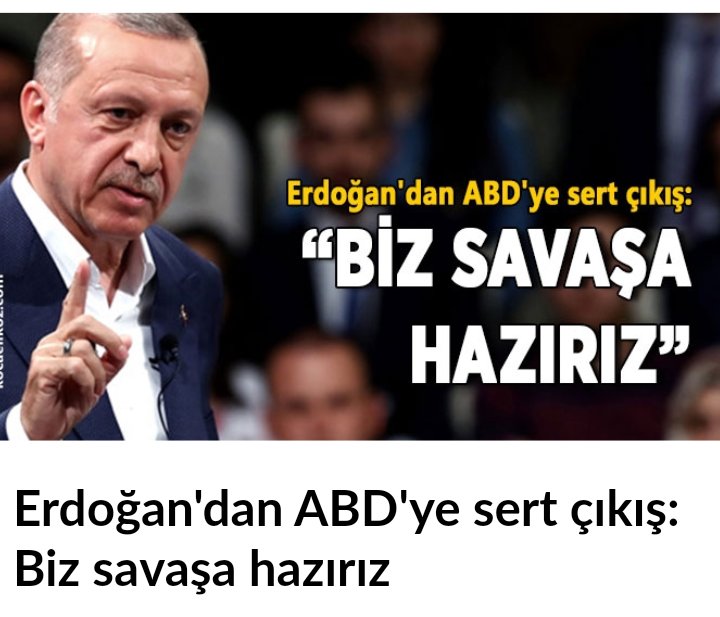 Erdoğan'dan ABD'ye sert çıkış:
“BİZ SAVAŞA
HAZIRIZ”
Erdoğan'dan ABD'ye sert çıkış:
Biz savaşa hazırız